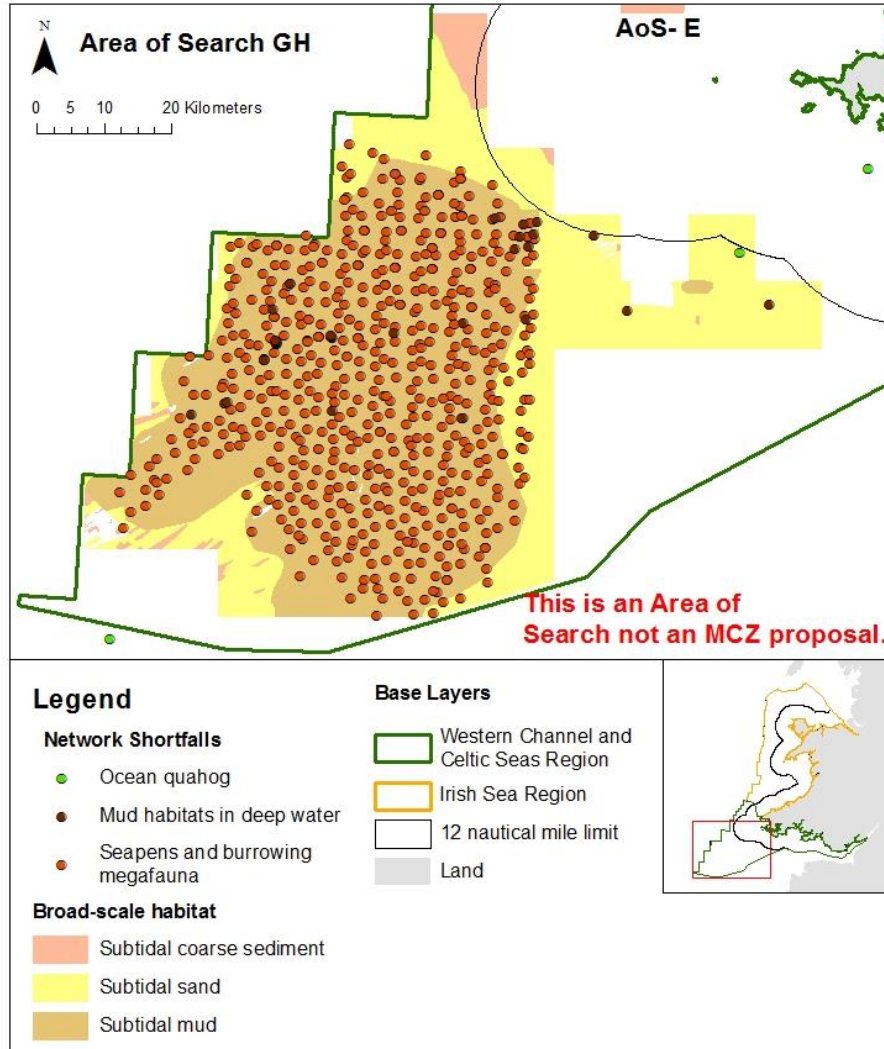 Area of Search GH
AoS- E
N
0 5 10 20 Kilometers
This is an Area of
Search not an MCZ proposal.
Legend
Network Shortfalls
Ocean quahog
Mud habitats in deep water
Seapens and burrowing
megafauna
Broad-scale habitat
Subtidal coarse sediment
Subtidal sand
Subtidal mud
Base Layers
Western Channel and
Celtic Seas Region
Irish Sea Region
12 nautical mile limit
Land